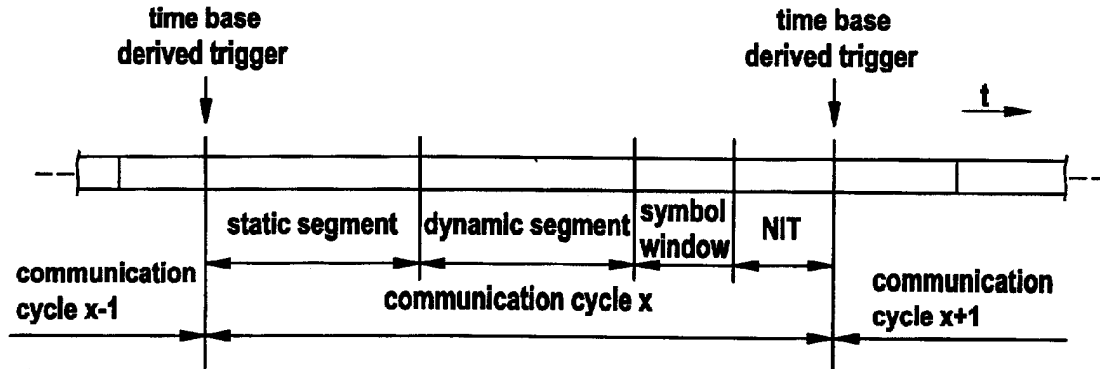 time base
derived trigger
time base
derived trigger
t
static segment
dynamic segment
symbol
window
NIT
communication
cycle x-1
communication cycle x
communication
cycle x+1